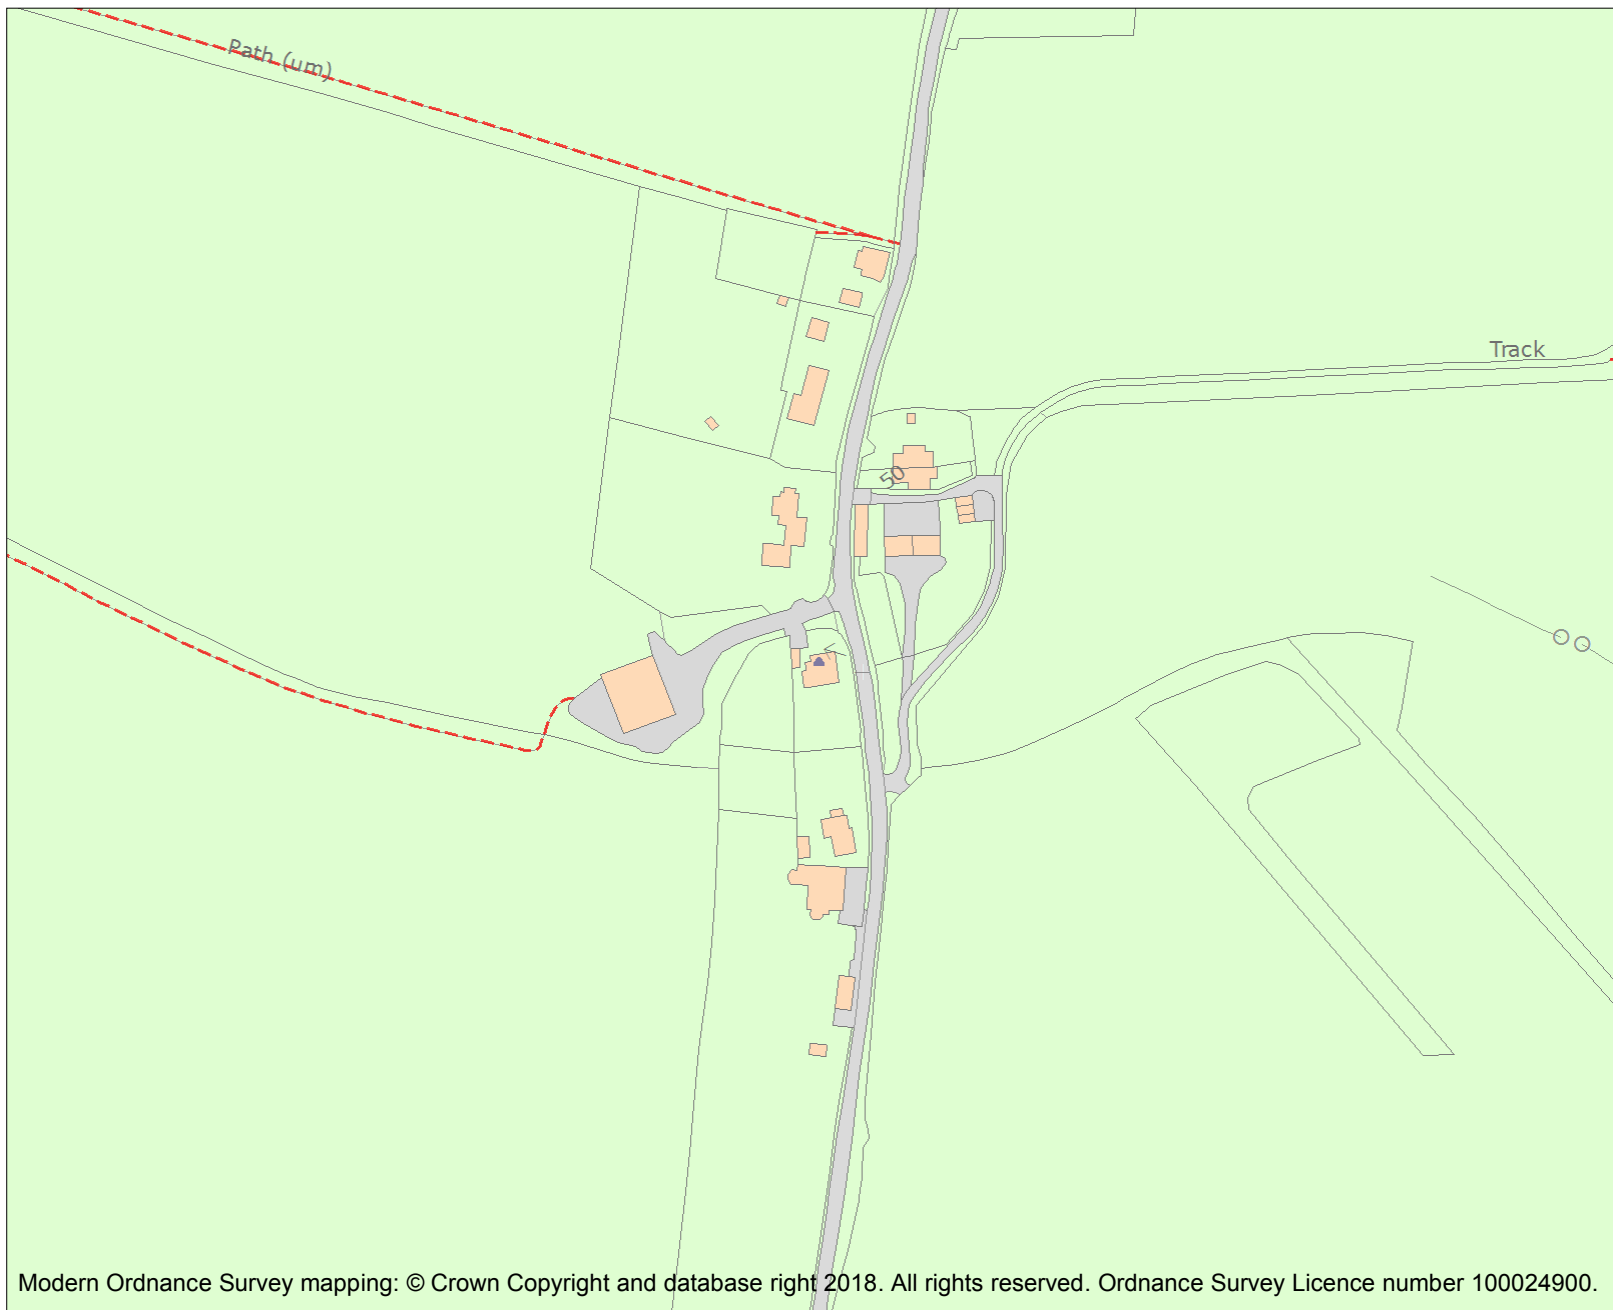 Path (um)
Track
50
Modern Ordnance Survey mapping: © Crown Copyright and database right 2018. All rights reserved. Ordnance Survey Licence number 100024900.